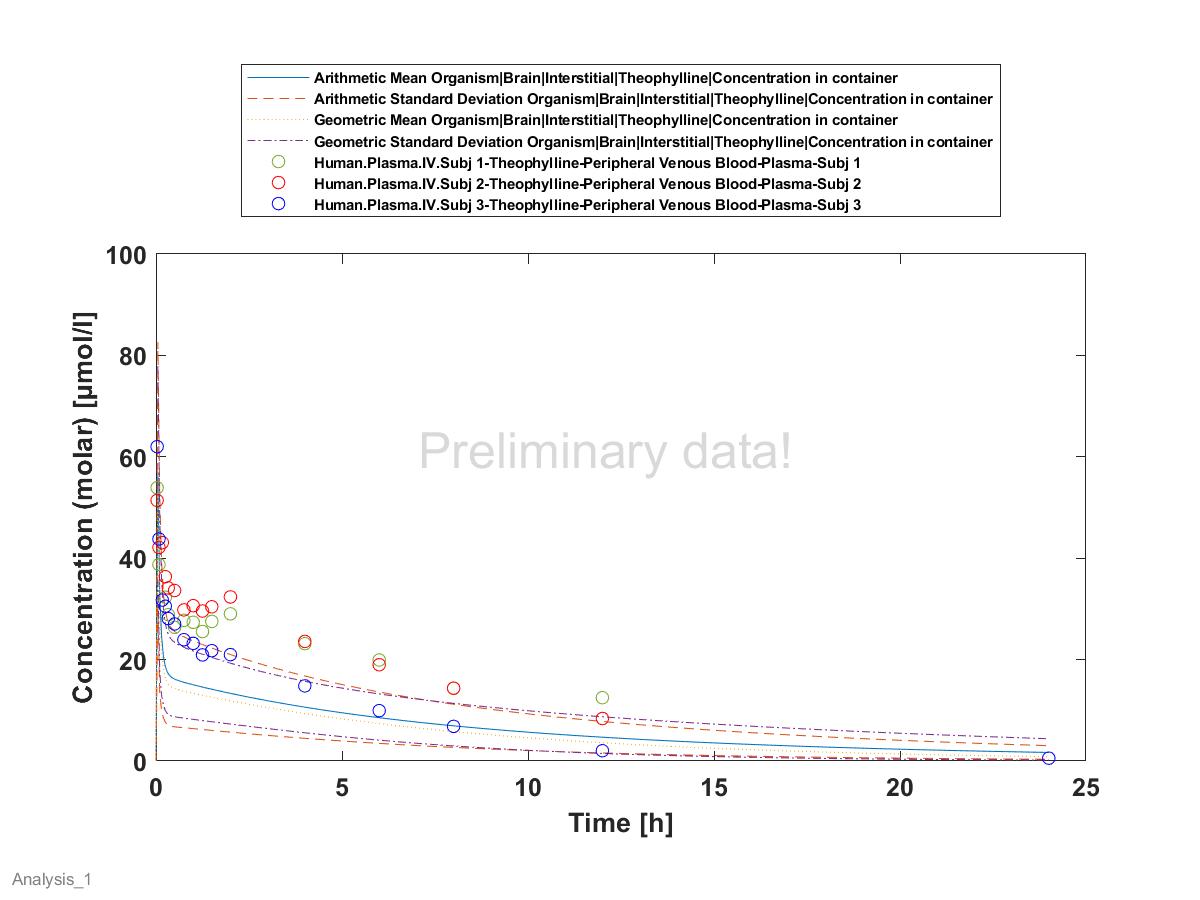 Arithmetic Mean Organism|Brain|Interstitial|Theophylline|Concentration in container
Arithmetic Standard Deviation Organism|Brain|Interstitial|Theophylline|Concentration in container
Geometric Mean Organism|Brain|Interstitial|Theophylline|Concentration in container
Geometric Standard Deviation Organism|Brain|Interstitial|Theophylline|Concentration in container
Human.Plasma.IV.Subj 1-Theophylline-Peripheral Venous Blood-Plasma-Subj 1
Human.Plasma.IV.Subj 2-Theophylline-Peripheral Venous Blood-Plasma-Subj 2
Human.Plasma.IV.Subj 3-Theophylline-Peripheral Venous Blood-Plasma-Subj 3
100
80
60
40
20
0
Concentration (molar) [µmol/l]
Preliminary data!
0 5 10 15 20 25
Time [h]
Analysis_1